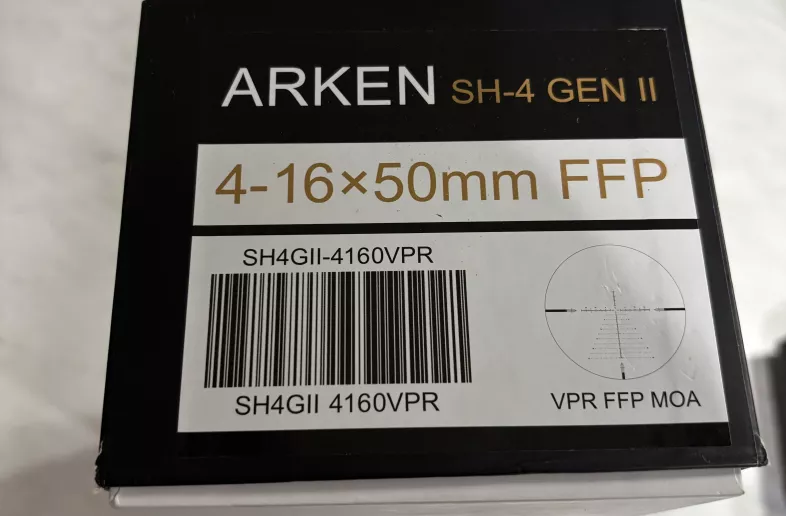 ARKEN SH-4 GEN II
4-16×50mm FFP
SH4GII-4160VPR
SH4GII 4160VPR
VPR FFP MOA